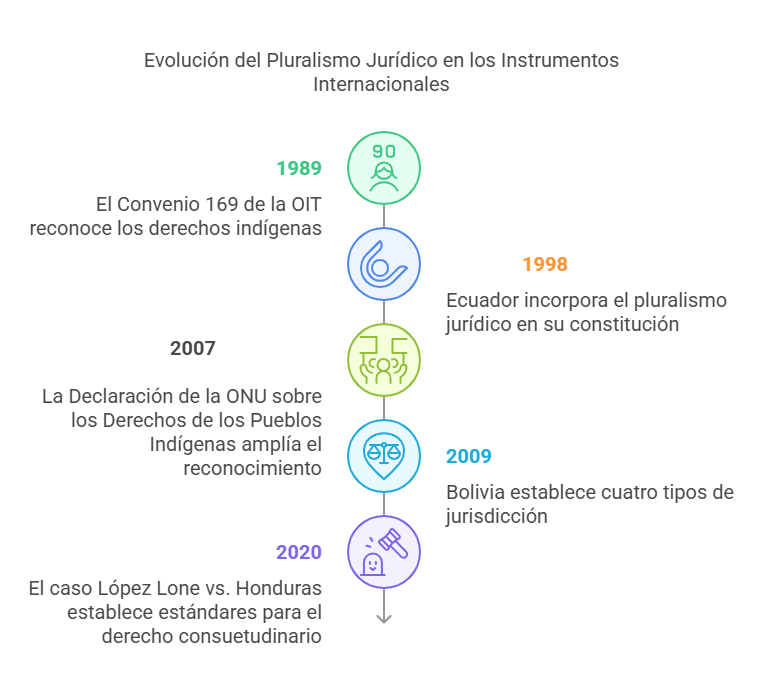 Evolución del Pluralismo Jurídico en los Instrumentos
Internacionales
90
1989
El Convenio 169 de la OIT
reconoce los derechos indígenas
1998
Ecuador incorpora el pluralismo
jurídico en su constitución
2007
La Declaración de la ONU sobre
los Derechos de los Pueblos
Indígenas amplía el
reconocimiento
2009
Bolivia establece cuatro tipos de
jurisdicción
2020
El caso López Lone vs. Honduras
establece estándares para el
derecho consuetudinario